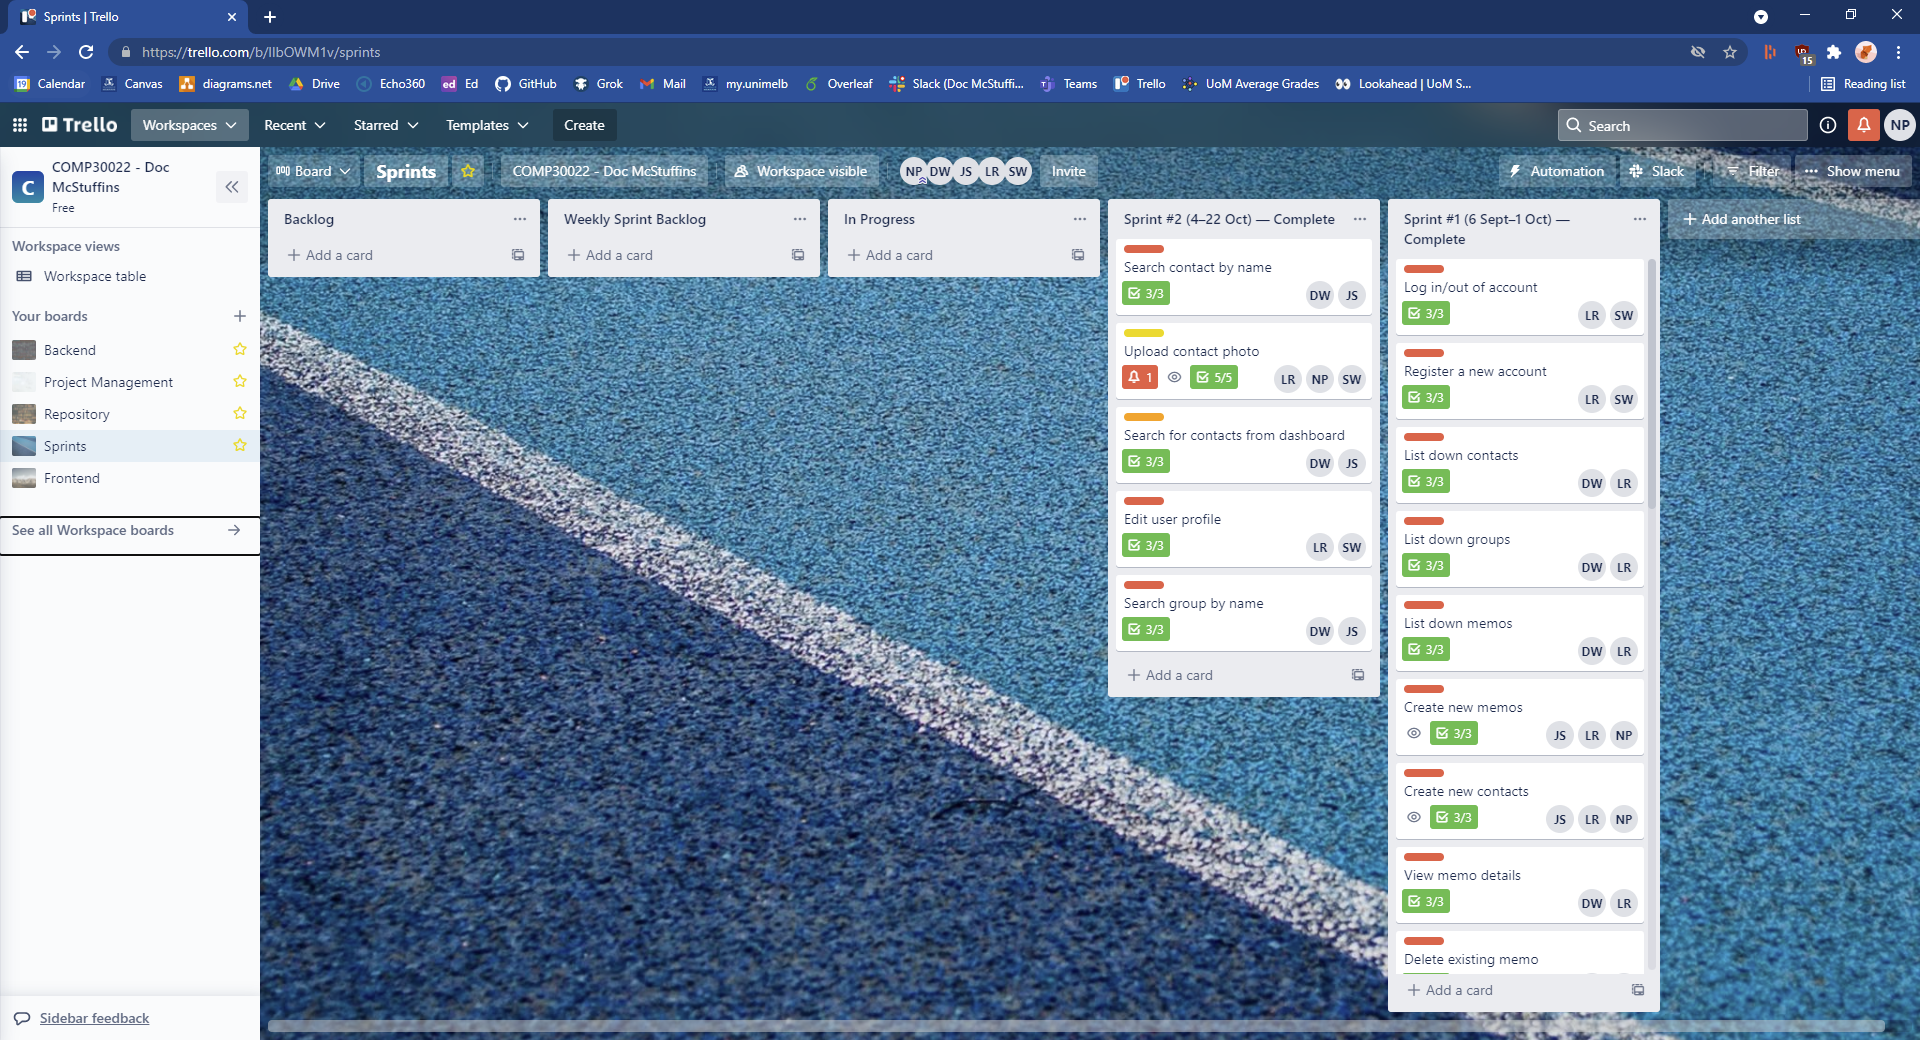 Sprints | Trello
https://trello.com/b/IlbOWM1v/sprints
15
19 Calendar
Canvas
diagrams.net
Drive
Echo360
ed Ed
GitHub
Grok
Mail
my.unimelb
Overleaf
Slack (Doc McStuffi...
Teams
Trello
UoM Average Grades
Lookahead | UoM S...
Reading list
Trello
Workspaces
Recent
Starred
Templates
Create
Search
NP
C
COMP30022 - Doc
McStuffins
Free
Workspace views
Workspace table
Your boards
Backend
Project Management
Repository
Sprints
Frontend
See all Workspace boards
Sidebar feedback
Board
Sprints
COMP30022 - Doc McStuffins
Workspace visible
NP DW JS LR SW
Invite
Automation
Slack
Filter
Show menu
Backlog
Add a card
Weekly Sprint Backlog
Add a card
In Progress
Add a card
Sprint #2 (4–22 Oct) — Complete
Search contact by name
3/3
DW JS
Upload contact photo
1 5/5
LR NP SW
Search for contacts from dashboard
3/3
DW JS
Edit user profile
3/3
LR SW
Search group by name
3/3
DW JS
Add a card
Sprint #1 (6 Sept–1 Oct) —
Complete
Log in/out of account
3/3
LR SW
Register a new account
3/3
LR SW
List down contacts
3/3
DW LR
List down groups
3/3
DW LR
List down memos
3/3
DW LR
Create new memos
3/3
JS LR NP
Create new contacts
3/3
JS LR NP
View memo details
3/3
DW LR
Delete existing memo
Add a card
Add another list